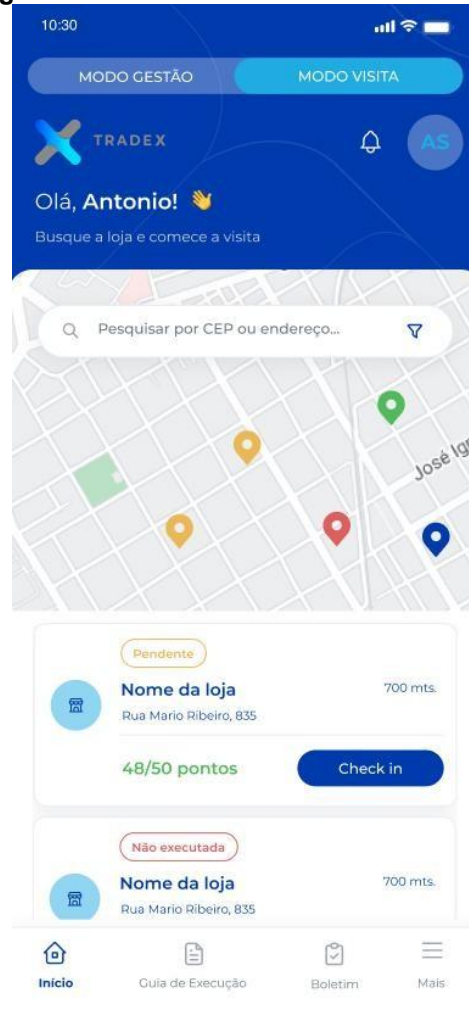 10:30
MODO GESTÃO
MODO VISITA
TRADEX
AS
Olá, Antonio! 👋
Busque a loja e comece a visita
Pesquisar por CEP ou endereço...
José Ig
Pendente
Nome da loja
700 mts.
Rua Mario Ribeiro, 835
48/50 pontos
Check in
Não executada
Nome da loja
700 mts.
Rua Mario Ribeiro, 835
Início
Guia de Execução
Boletim
Mais